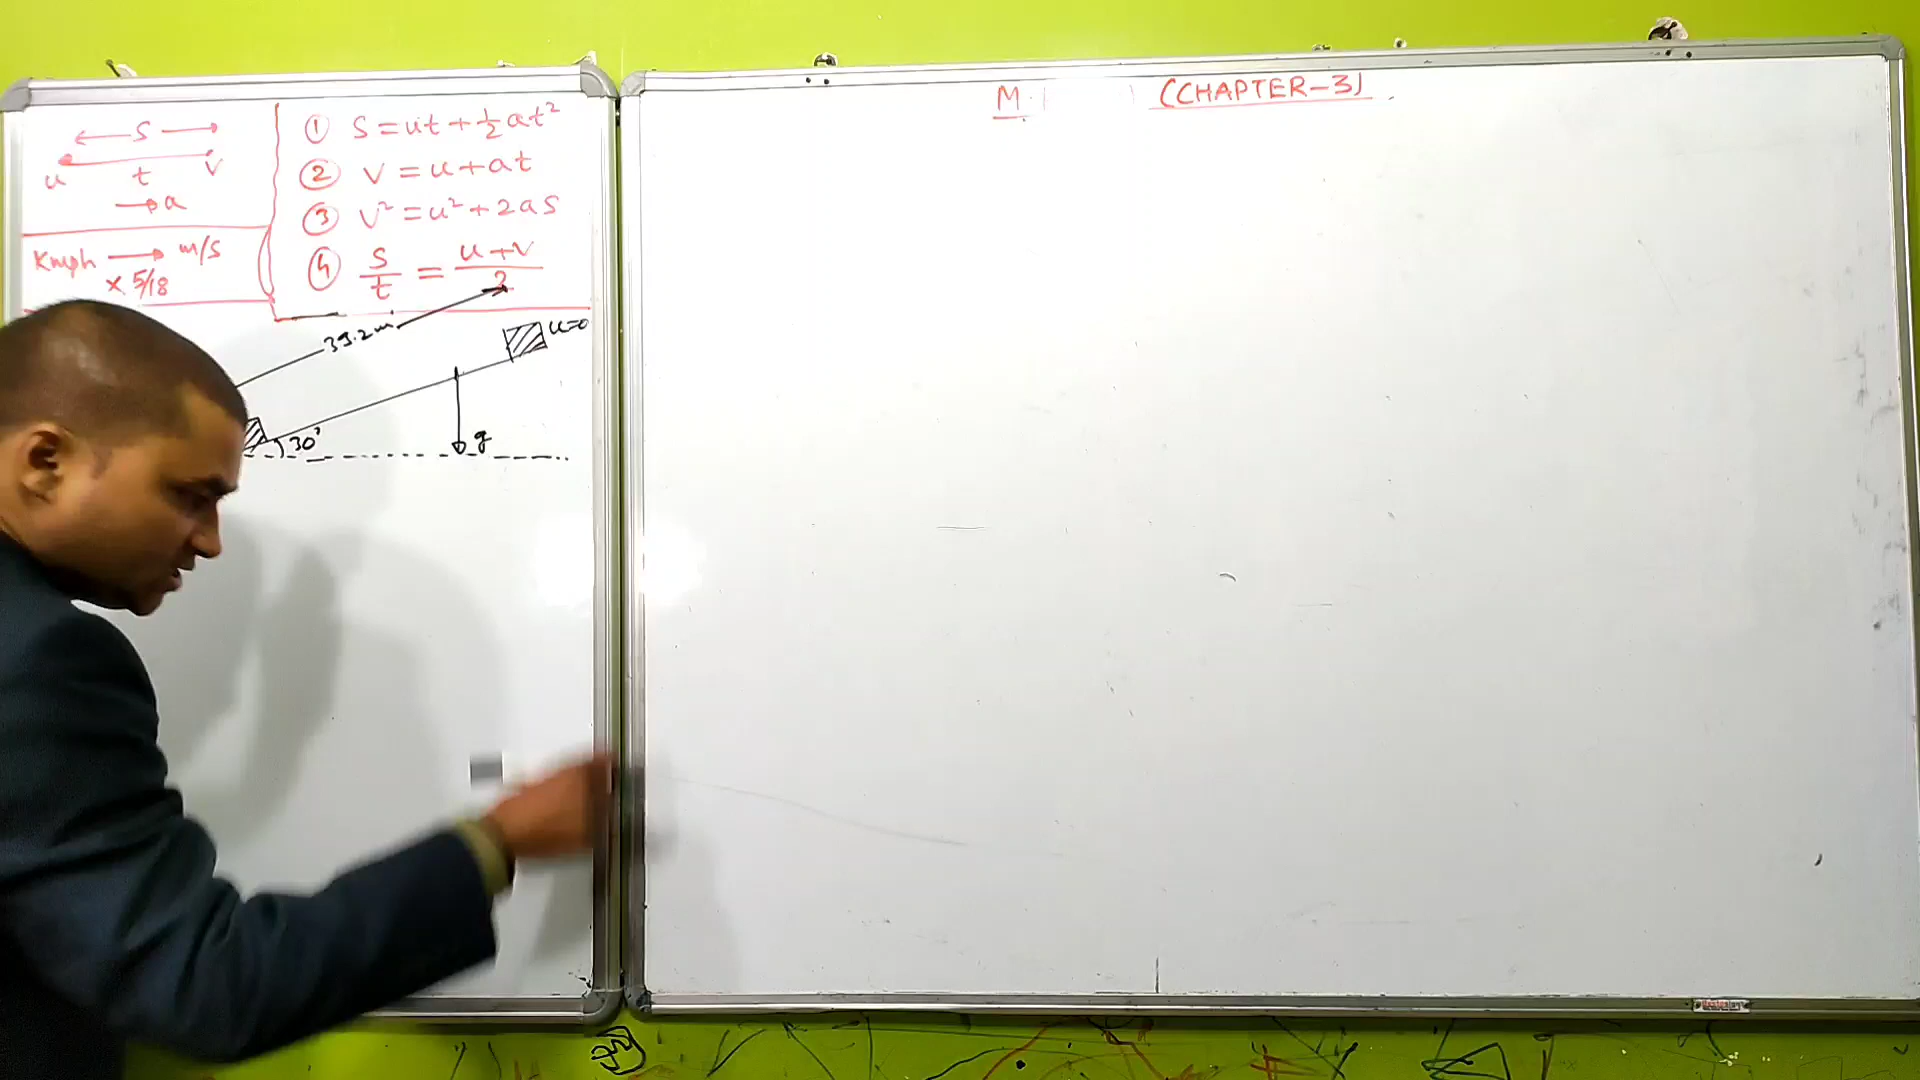 M. (CHAPTER-3)
S
u t v
→ a
Kmph → m/s
× 5/18
① S = ut + ½ at²
② V = u + at
③ V² = u² + 2as
④ S/t = u+v/2
39.2 m
u=0
30°
g